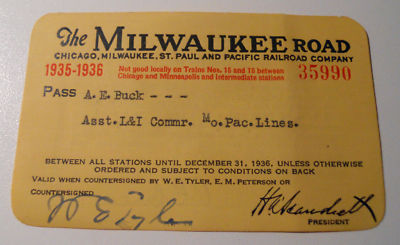 The MILWAUKEE ROAD
CHICAGO, MILWAUKEE, ST. PAUL AND PACIFIC RAILROAD COMPANY
1935-1936 Not good locally on Trains Nos. 15 and 16 between Chicago and Minneapolis and intermediate stations 35990
PASS A.E.Buck - - -
Asst.L&I Commr. Mo.Pac.Lines.
BETWEEN ALL STATIONS UNTIL DECEMBER 31, 1936, UNLESS OTHERWISE
ORDERED AND SUBJECT TO CONDITIONS ON BACK
VALID WHEN COUNTERSIGNED BY W. E. TYLER, E. M. PETERSON OR
COUNTERSIGNED
W E Tyler
PRESIDENT